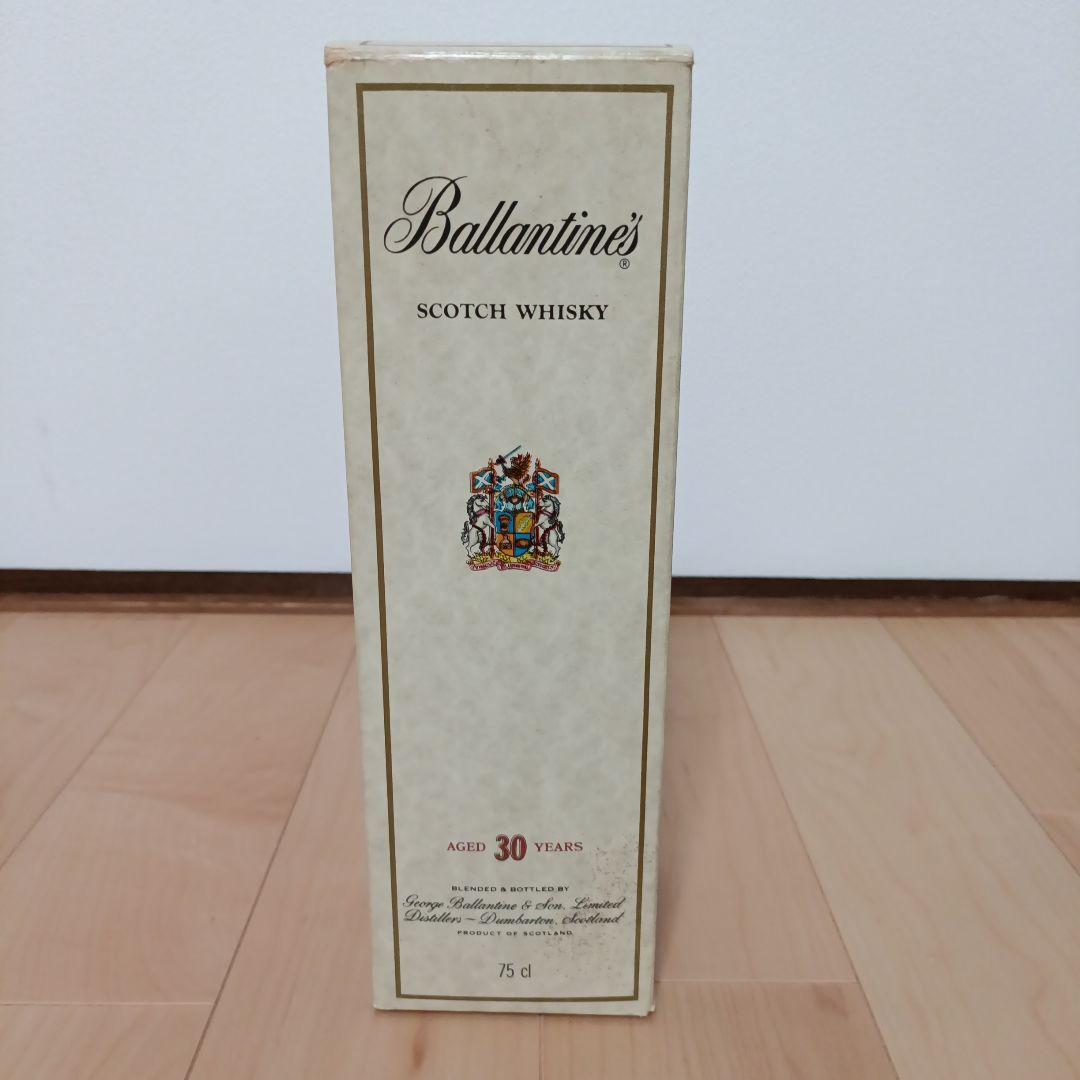 Ballantine's
®
SCOTCH WHISKY
AGED 30 YEARS
BLENDED & BOTTLED BY
George Ballantine & Son, Limited
Distillers – Dumbarton, Scotland
PRODUCT OF SCOTLAND
75 cl